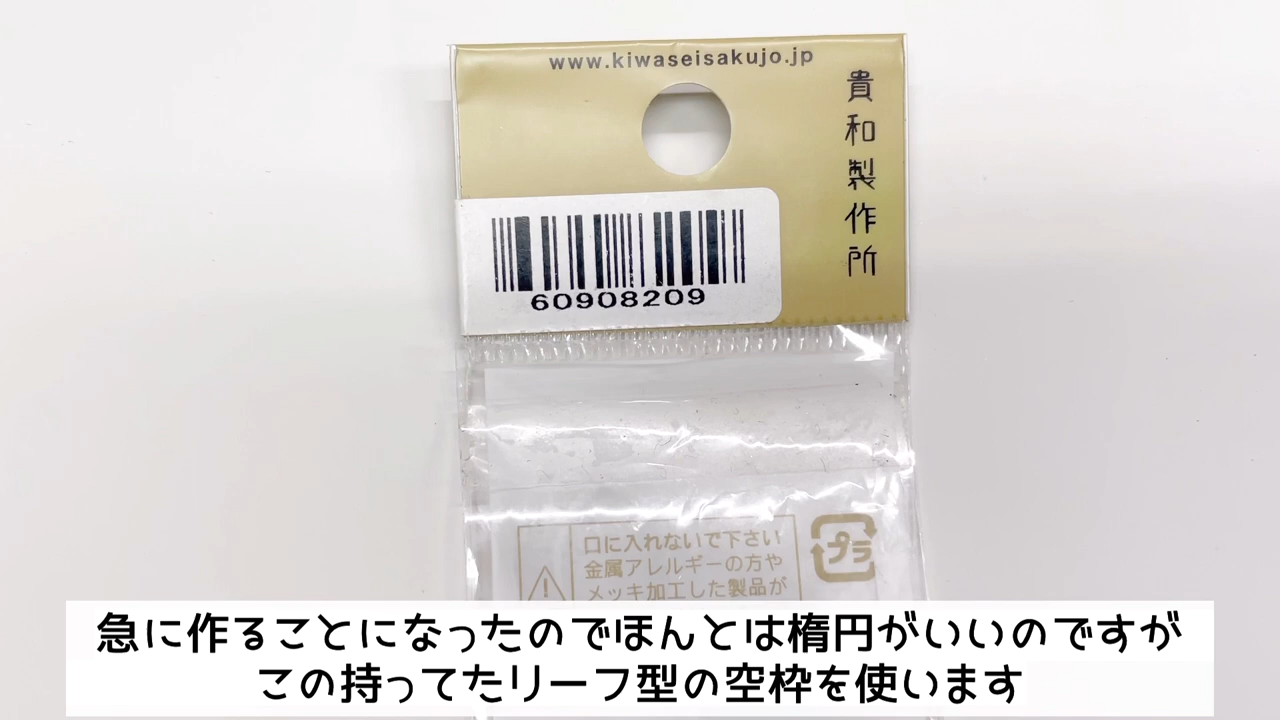 www.kiwaseisakujo.jp
貴和製作所
60908209
口に入れないで下さい
金属アレルギーの方や
メッキ加工した製品が
プラ
急に作ることになったのでほんとは楕円がいいのですが
この持ってたリーフ型の空枠を使います